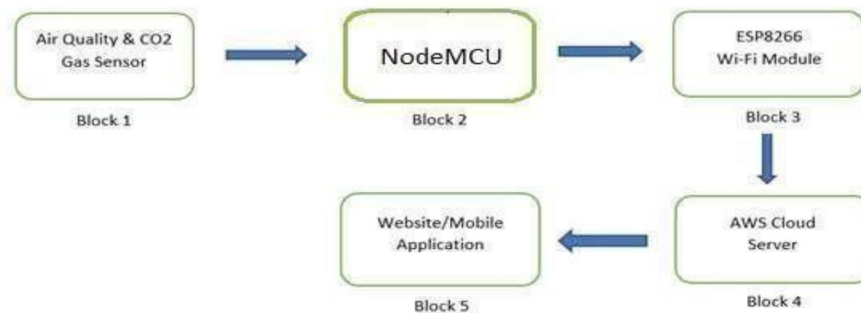 Air Quality & CO2
Gas Sensor
Block 1
NodeMCU
Block 2
ESP8266
Wi-Fi Module
Block 3
AWS Cloud
Server
Block 4
Website/Mobile
Application
Block 5